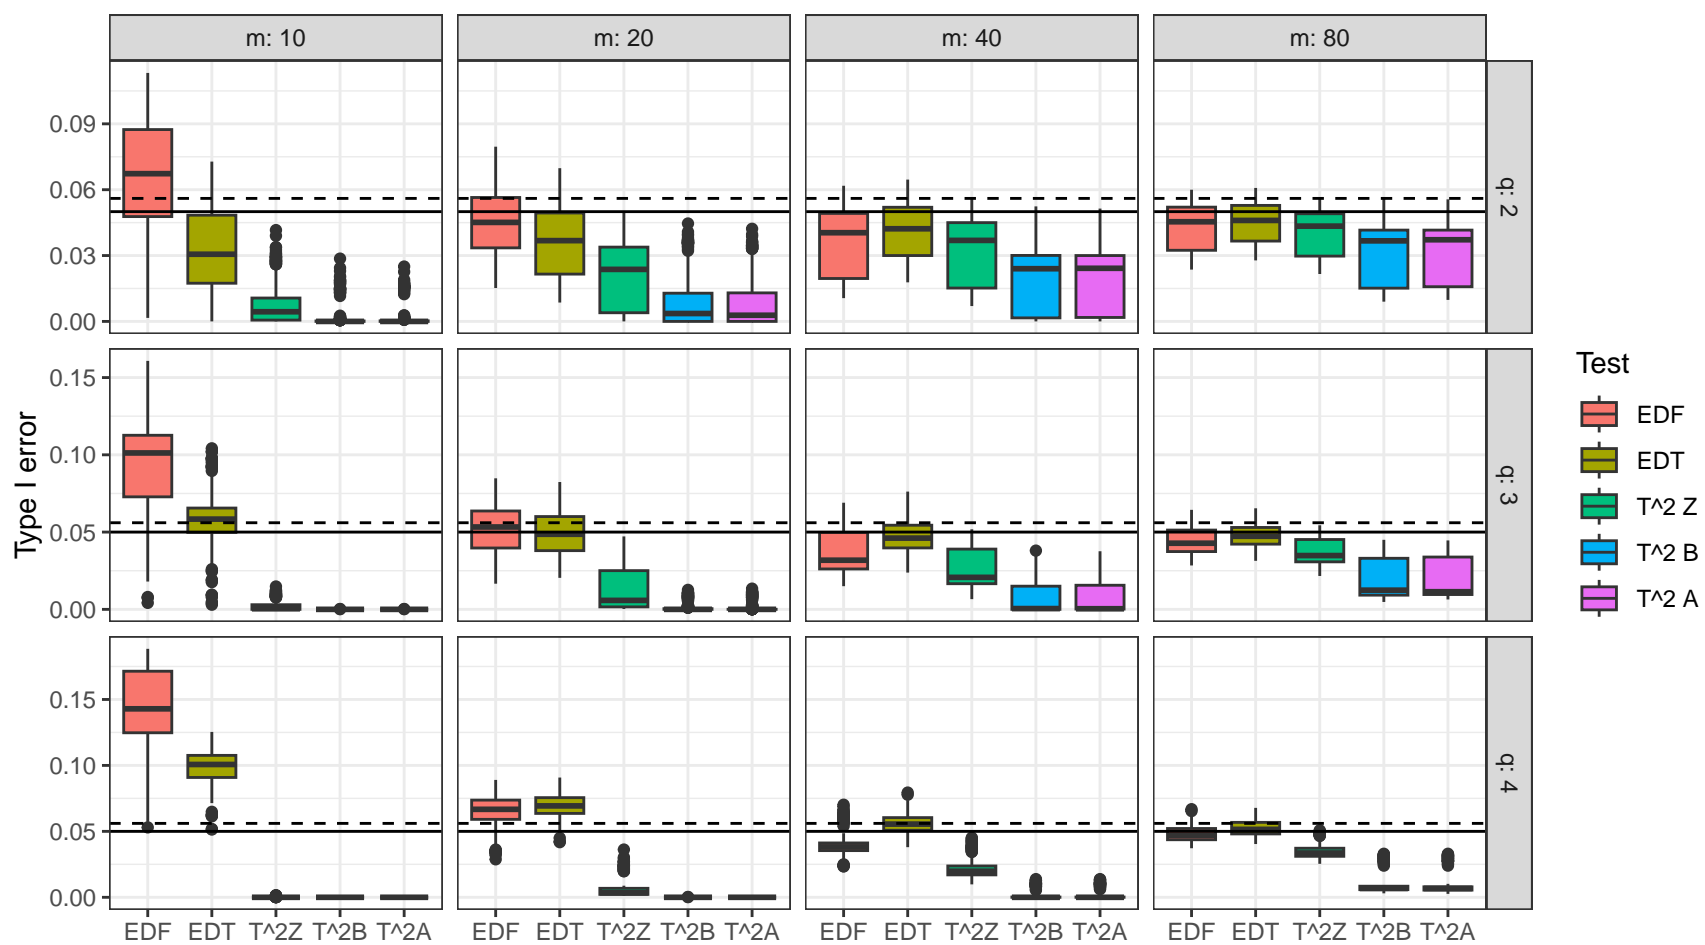 m: 10 m: 20 m: 40 m: 80
q: 2
0.09
0.06
0.03
0.00
q: 3
0.15
0.10
0.05
0.00
q: 4
0.15
0.10
0.05
0.00
Type I error
EDF EDT T^2Z T^2B T^2A EDF EDT T^2Z T^2B T^2A EDF EDT T^2Z T^2B T^2A EDF EDT T^2Z T^2B T^2A
Test
EDF
EDT
T^2 Z
T^2 B
T^2 A